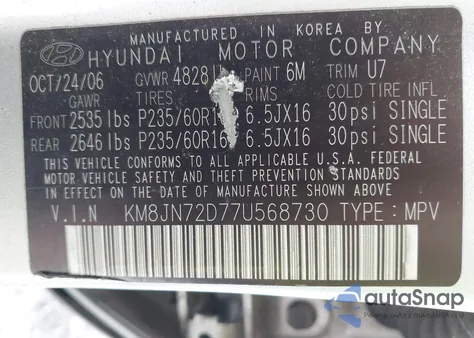 MANUFACTURED IN KOREA BY
HYUNDAI MOTOR COMPANY
OCT/24/06 GVWR 4828 PAINT 6M TRIM U7
GAWR TIRES RIMS COLD TIRE INFL
FRONT 2535 lbs P235/60R16 6.5JX16 30psi SINGLE
REAR 2646 lbs P235/60R16 6.5JX16 30psi SINGLE
THIS VEHICLE CONFORMS TO ALL APPLICABLE U.S.A. FEDERAL
MOTOR VEHICLE SAFETY, BUMPER, AND THEFT PREVENTION STANDARDS
IN EFFECT ON THE DATE OF MANUFACTURE SHOWN ABOVE.
V.I.N KM8JN72D77U568730 TYPE : MPV
autoSnap